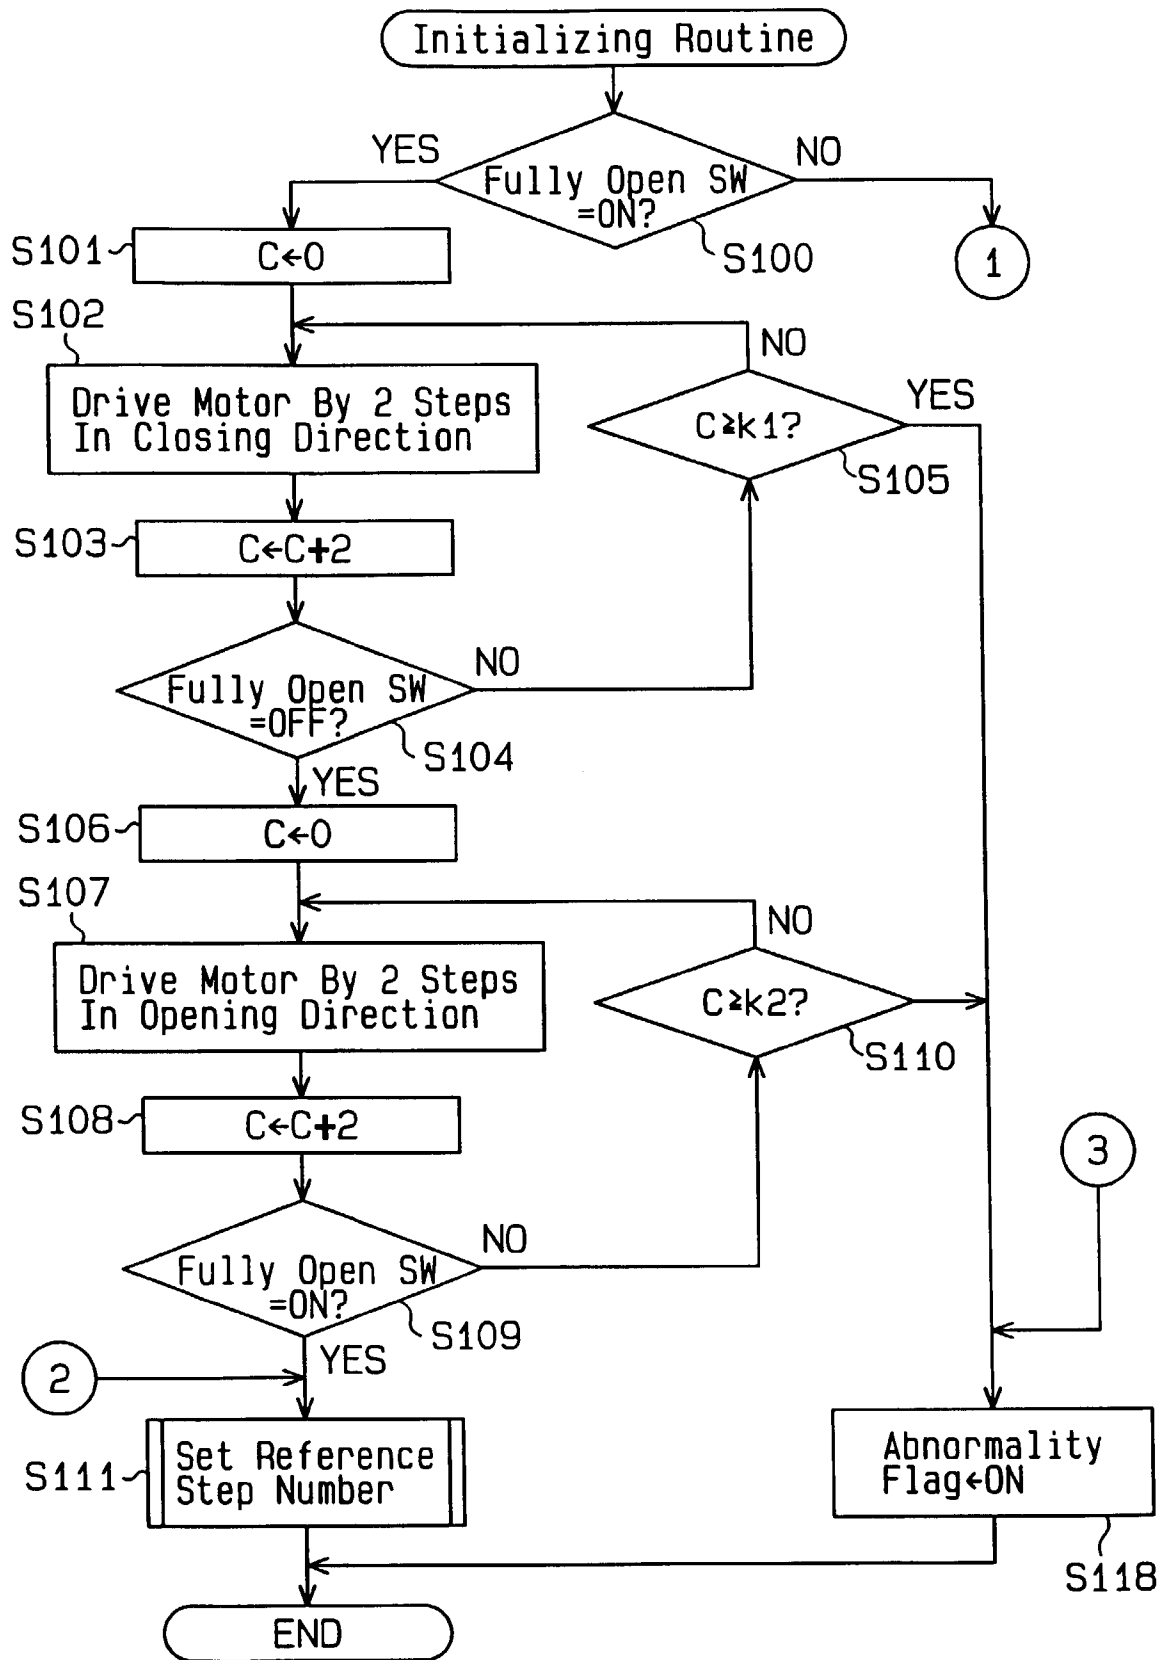 Initializing Routine
YES
NO
Fully Open SW
=ON?
S100
1
S101
C←0
S102
NO
Drive Motor By 2 Steps
In Closing Direction
C≧k1?
YES
S105
S103
C←C+2
Fully Open SW
=OFF?
NO
S104
YES
S106
C←0
S107
NO
Drive Motor By 2 Steps
In Opening Direction
C≧k2?
S110
S108
C←C+2
3
Fully Open SW
=ON?
NO
S109
YES
2
S111
Set Reference
Step Number
Abnormality
Flag←ON
S118
END